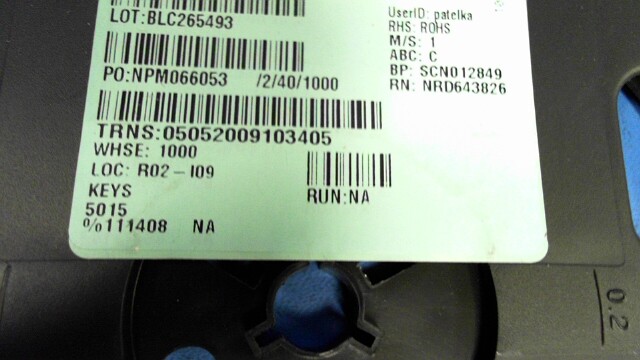 LOT:BLC265493
PO:NPM066053 /2/40/1000
TRNS:05052009103405
WHSE: 1000
LOC: R02-I09
KEYS
5015
%111408 NA
RUN:NA
UserID: patelka
RHS: ROHS
M/S: 1
ABC: C
BP: SCN012849
RN: NRD643826
0.2